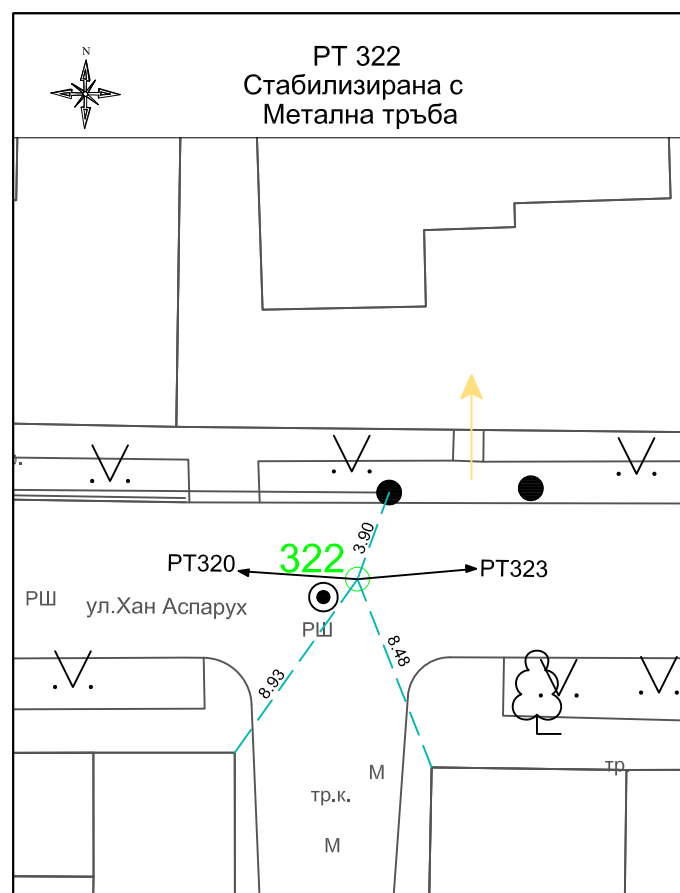 N
РТ 322
Стабилизирана с
Метална тръба
3.90
322
РТ320
РТ323
РШ
ул.Хан Аспарух
РШ
8.48
8.93
тр.
М
тр.к.
М